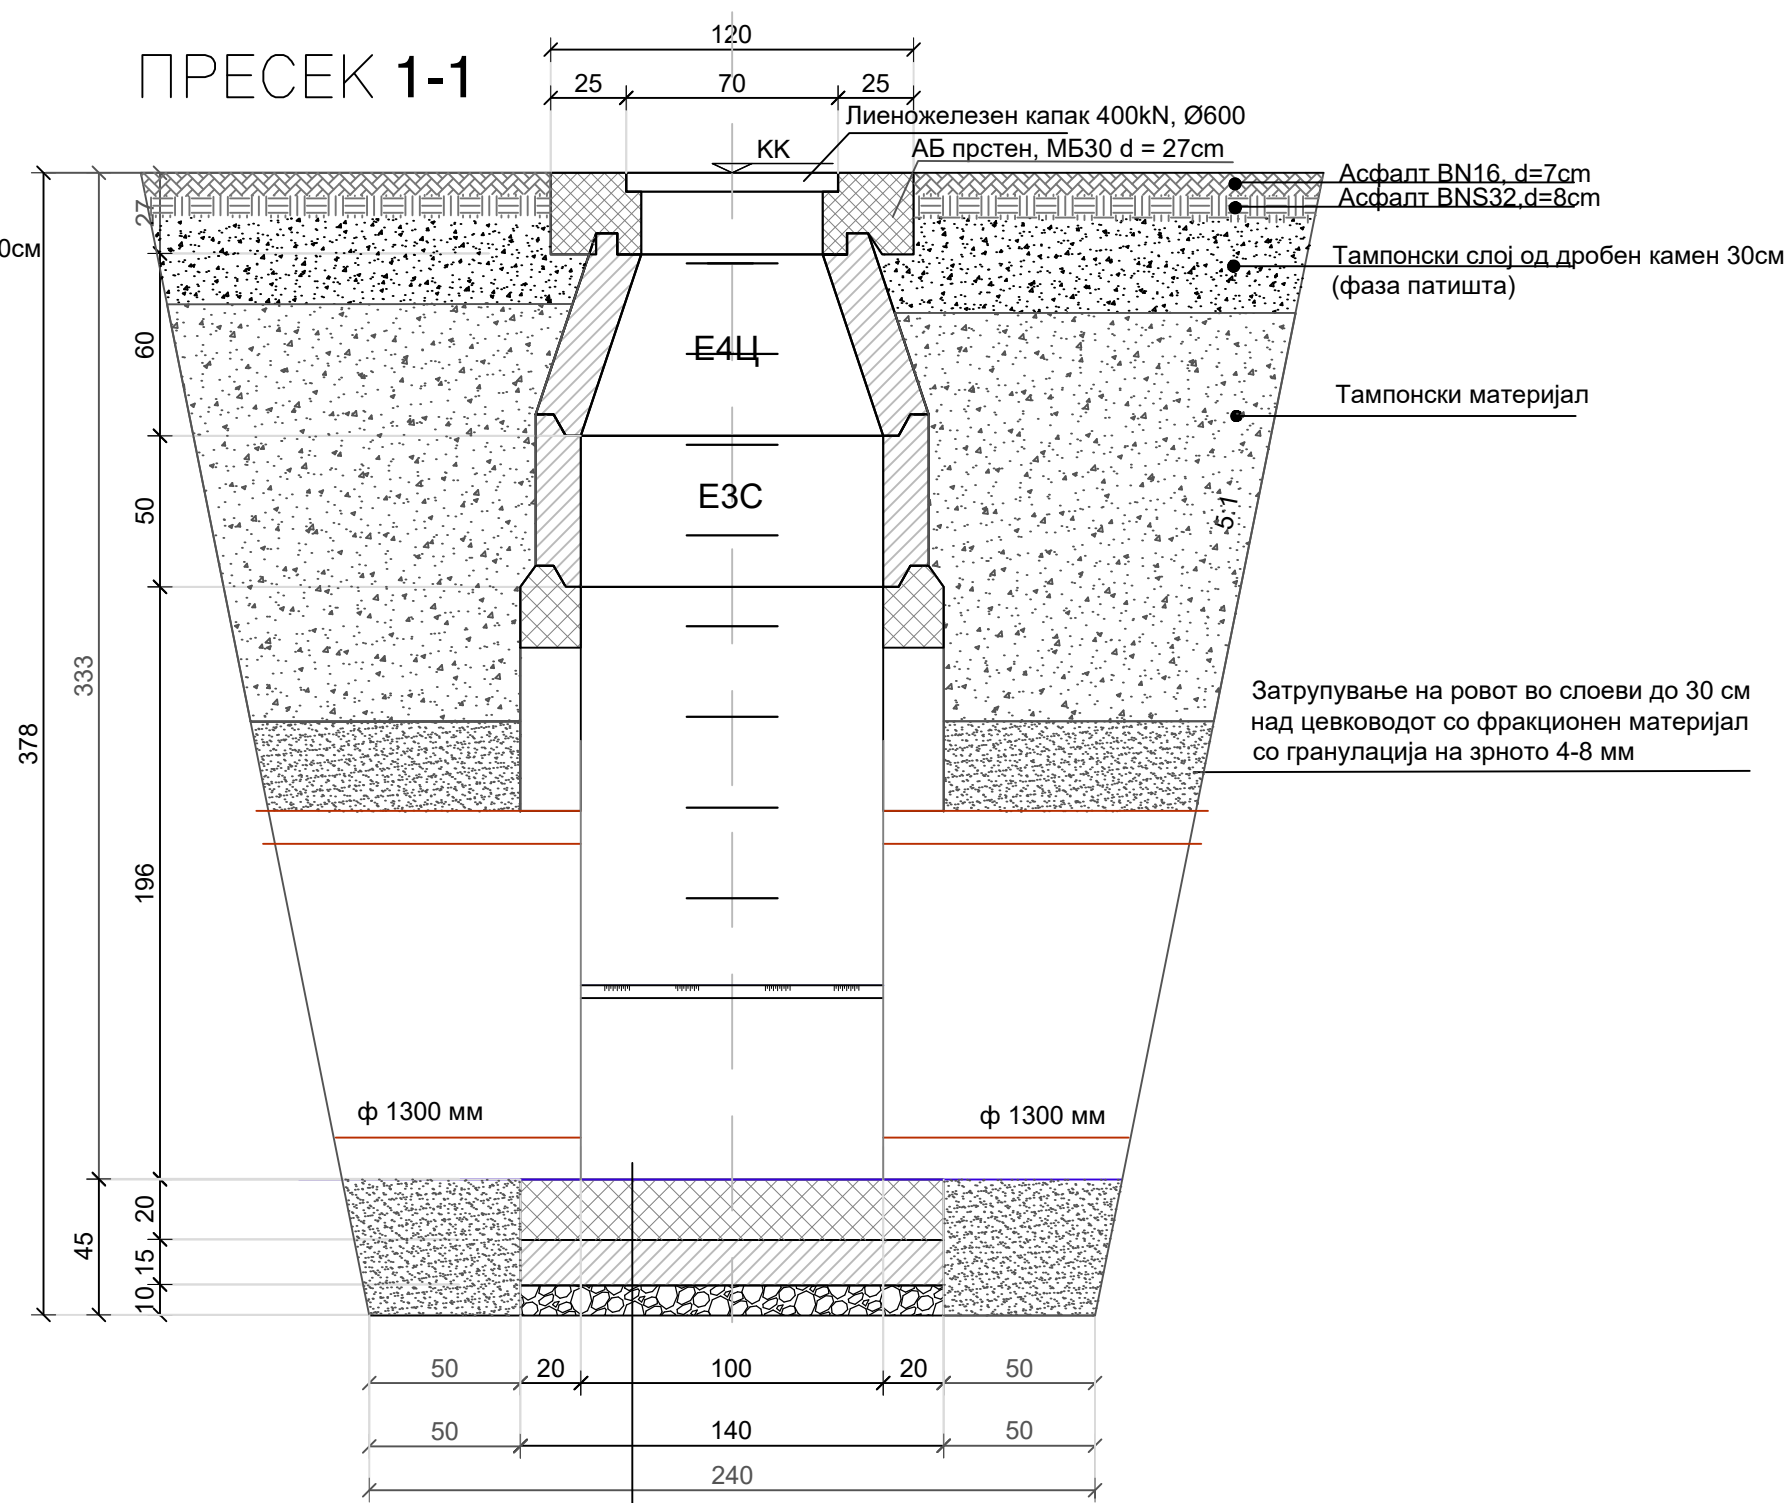 ПРЕСЕК 1-1
120
25 70 25
Лиеножелезен капак 400kN, Ø600
КК
АБ прстен, МБ30 d = 27cm
Асфалт BN16, d=7cm
Асфалт BNS32,d=8cm
0см
Тампонски слој од дробен камен 30см
(фаза патишта)
27
60
Е4Ц
Тампонски материјал
50
Е3С
5:1
333
378
Затрупување на ровот во слоеви до 30 см
над цевководот со фракционен материјал
со гранулација на зрното 4-8 мм
196
ф 1300 мм ф 1300 мм
20
45
15
10
50 20 100 20 50
50 140 50
240